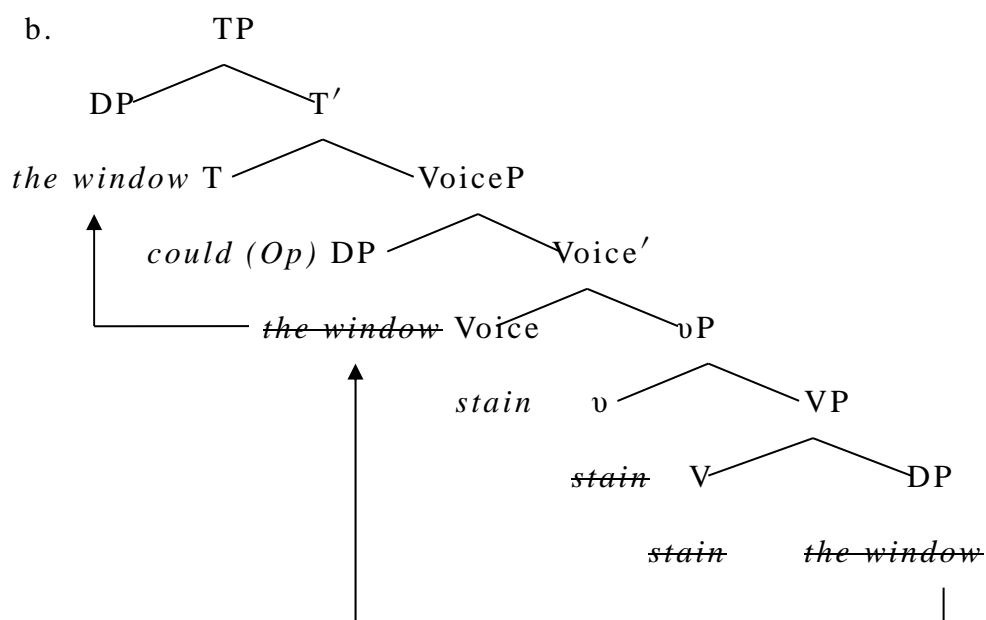 b. TP
DP T′
the window T VoiceP
could (Op) DP Voice′
the window Voice υP
stain υ VP
stain V DP
stain the window